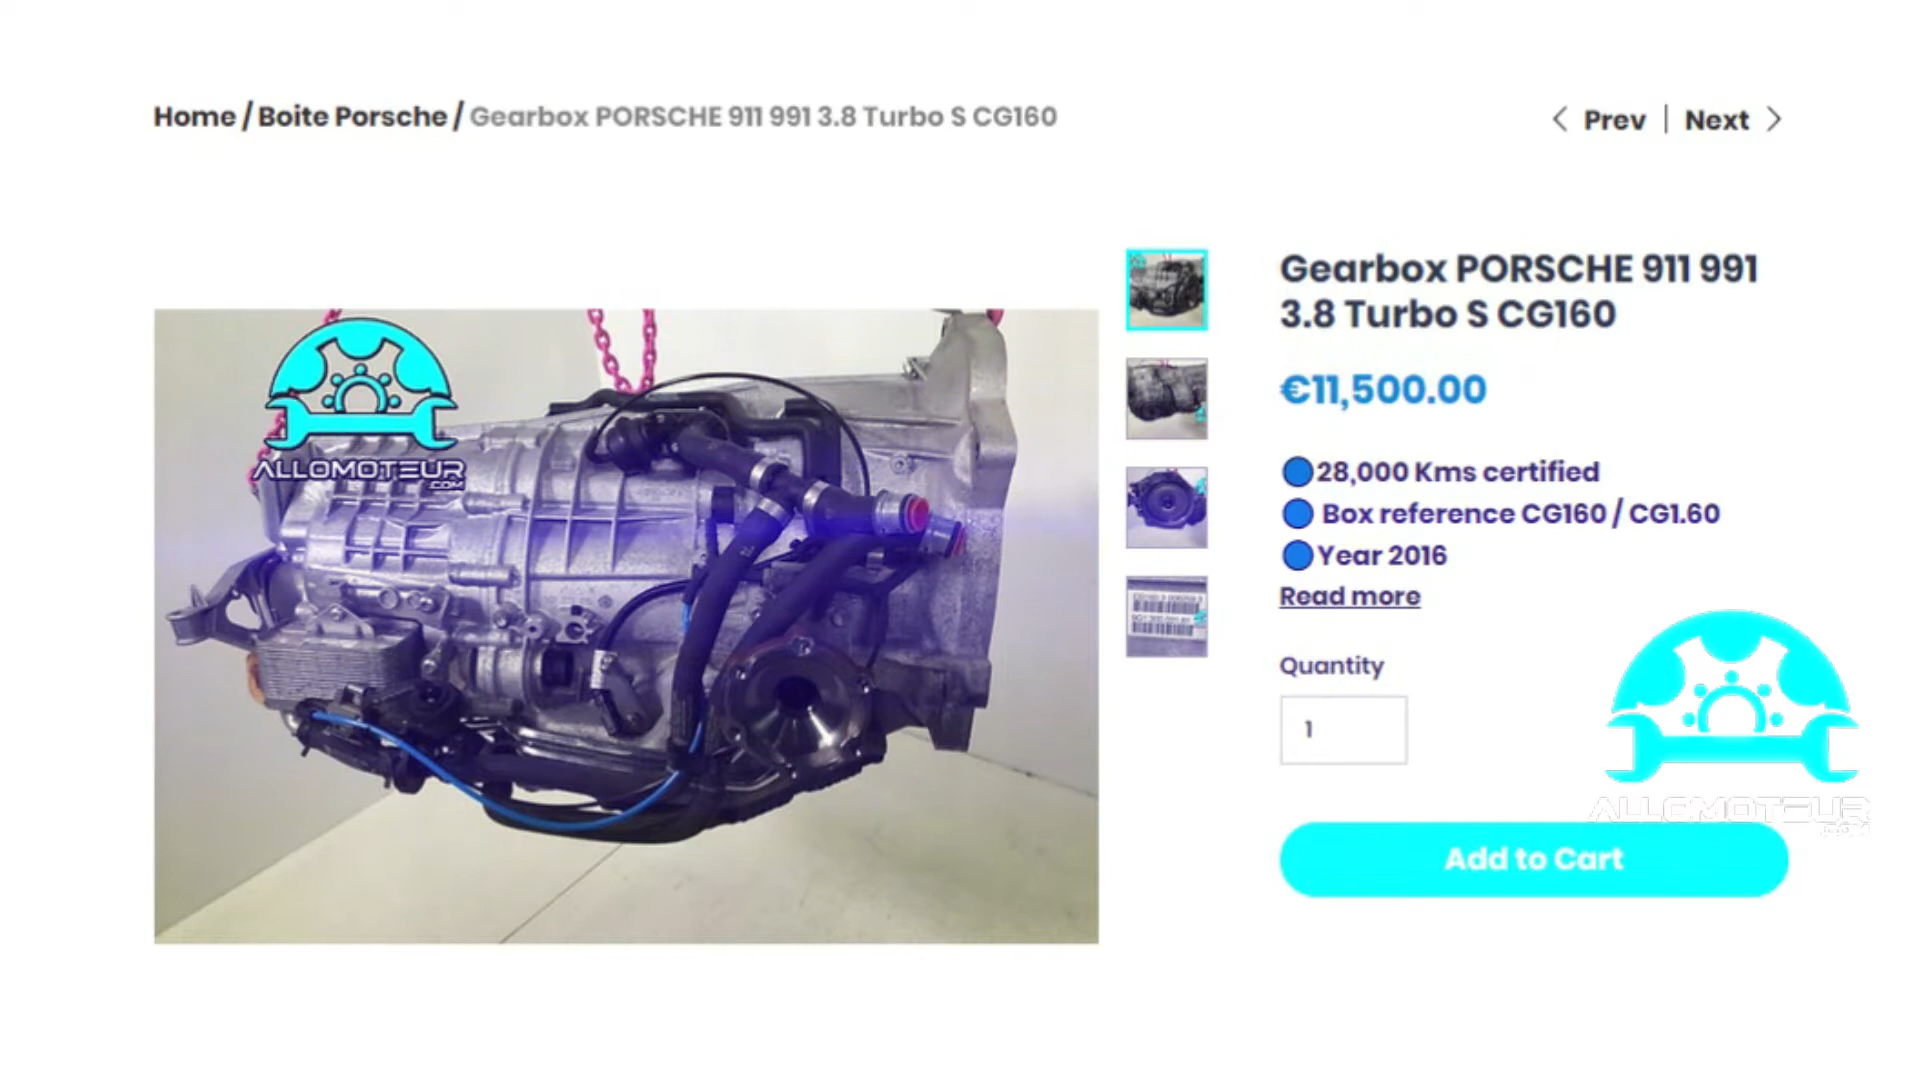 Home / Boite Porsche / Gearbox PORSCHE 911 991 3.8 Turbo S CG160
Prev | Next
Gearbox PORSCHE 911 991
3.8 Turbo S CG160
€11,500.00
28,000 Kms certified
Box reference CG160 / CG1.60
Year 2016
Read more
Quantity
1
Add to Cart
ALLOMOTEUR
.COM
ALLOMOTEUR
.COM